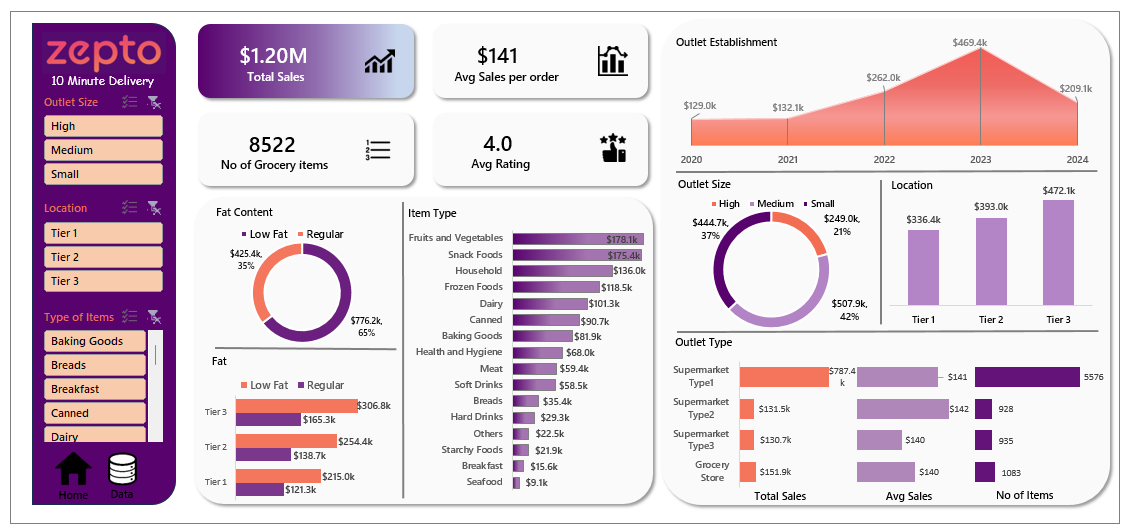 zepto
10 Minute Delivery
Outlet Size
High
Medium
Small
Location
Tier 1
Tier 2
Tier 3
Type of Items
Baking Goods
Breads
Breakfast
Canned
Dairy
Home
Data
$1.20M
Total Sales
$141
Avg Sales per order
8522
No of Grocery items
1
2
3
4.0
Avg Rating
Fat Content
Low Fat
Regular
$425.4k,
35%
$776.2k,
65%
Fat
Low Fat
Regular
Tier 3
$306.8k
$165.3k
Tier 2
$254.4k
$138.7k
Tier 1
$215.0k
$121.3k
Item Type
Fruits and Vegetables $178.1k
Snack Foods $175.4k
Household $136.0k
Frozen Foods $118.5k
Dairy $101.3k
Canned $90.7k
Baking Goods $81.9k
Health and Hygiene $68.0k
Meat $59.4k
Soft Drinks $58.5k
Breads $35.4k
Hard Drinks $29.3k
Others $22.5k
Starchy Foods $21.9k
Breakfast $15.6k
Seafood $9.1k
Outlet Establishment
$129.0k
$132.1k
$262.0k
$469.4k
$209.1k
2020 2021 2022 2023 2024
Outlet Size
High Medium Small
$444.7k,
37%
$249.0k,
21%
$507.9k,
42%
Location
$336.4k
$393.0k
$472.1k
Tier 1 Tier 2 Tier 3
Outlet Type
Supermarket
Type1
$787.4
k
$141
5576
Supermarket
Type2
$131.5k
$142
928
Supermarket
Type3
$130.7k
$140
935
Grocery
Store
$151.9k
$140
1083
Total Sales
Avg Sales
No of Items